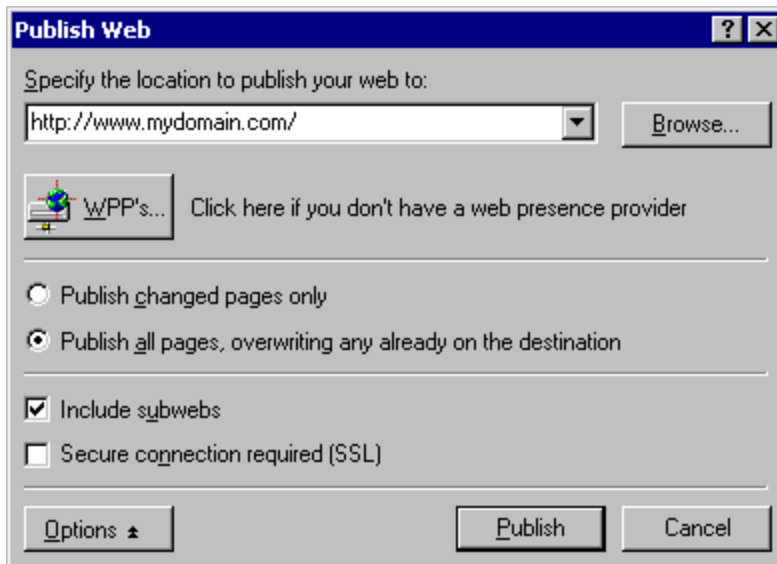 Publish Web
Specify the location to publish your web to:
http://www.mydomain.com/
Browse...
WPP's... Click here if you don't have a web presence provider
Publish changed pages only
Publish all pages, overwriting any already on the destination
Include subwebs
Secure connection required (SSL)
Options Publish Cancel